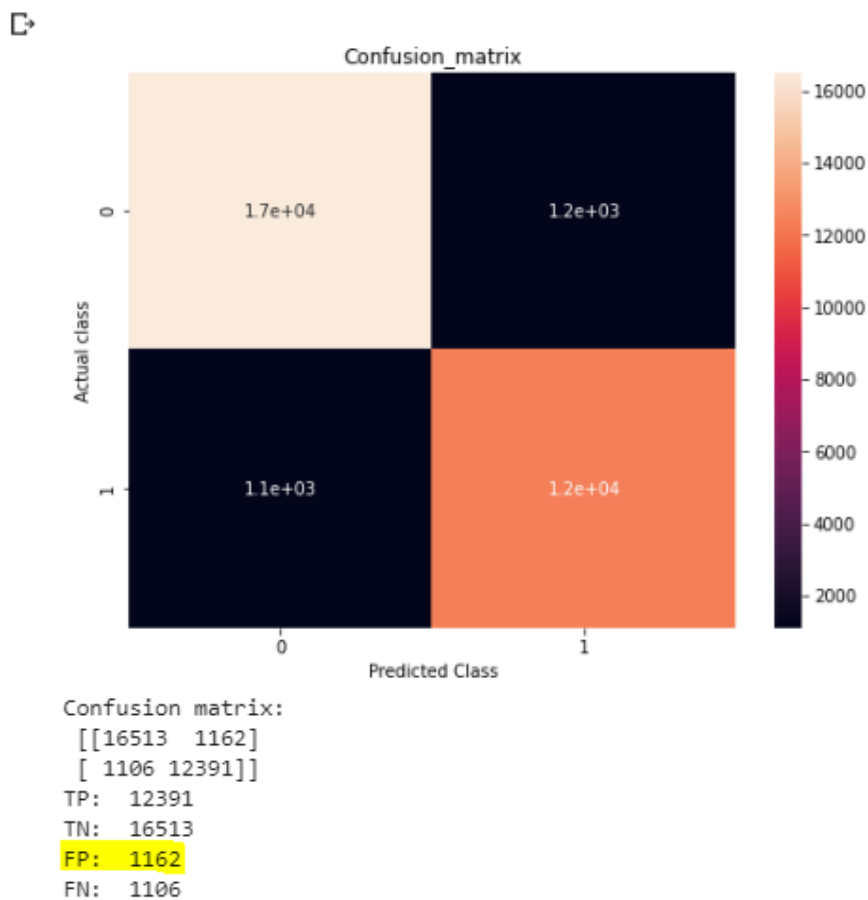 Confusion_matrix
16000
14000
12000
10000
8000
6000
4000
2000
Actual class
0
1.7e+04
1.2e+03
1
1.1e+03
1.2e+04
0
1
Predicted Class
Confusion matrix:
[[16513  1162]
[ 1106 12391]]
TP:  12391
TN:  16513
FP:  1162
FN:  1106